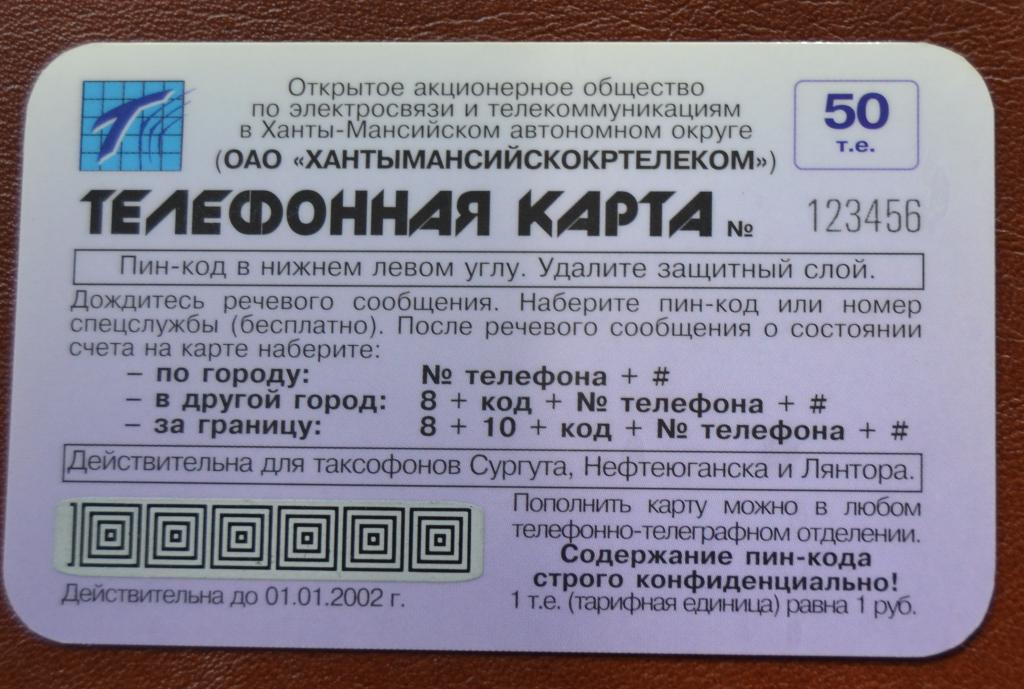 Открытое акционерное общество
по электросвязи и телекоммуникациям
в Ханты-Мансийском автономном округе
(ОАО «ХАНТЫМАНСИЙСКОКРТЕЛЕКОМ»)
50
т.е.
ТЕЛЕФОННАЯ КАРТА № 123456
Пин-код в нижнем левом углу. Удалите защитный слой.
Дождитесь речевого сообщения. Наберите пин-код или номер
спецслужбы (бесплатно). После речевого сообщения о состоянии
счета на карте наберите:
– по городу: № телефона + #
– в другой город: 8 + код + № телефона + #
– за границу: 8 + 10 + код + № телефона + #
Действительна для таксофонов Сургута, Нефтеюганска и Лянтора.
Пополнить карту можно в любом
телефонно-телеграфном отделении.
Содержание пин-кода
строго конфиденциально!
1 т.е. (тарифная единица) равна 1 руб.
Действительна до 01.01.2002 г.